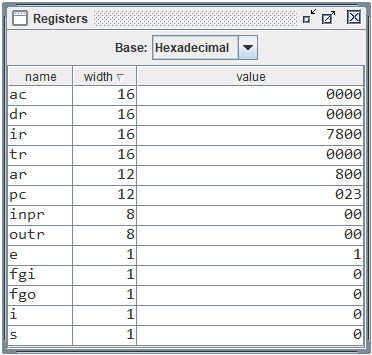 Registers
Base: Hexadecimal
name width value
ac 16 0000
dr 16 0000
ir 16 7800
tr 16 0000
ar 12 800
pc 12 023
inpr 8 00
outr 8 00
e 1 1
fgi 1 0
fgo 1 0
i 1 0
s 1 0